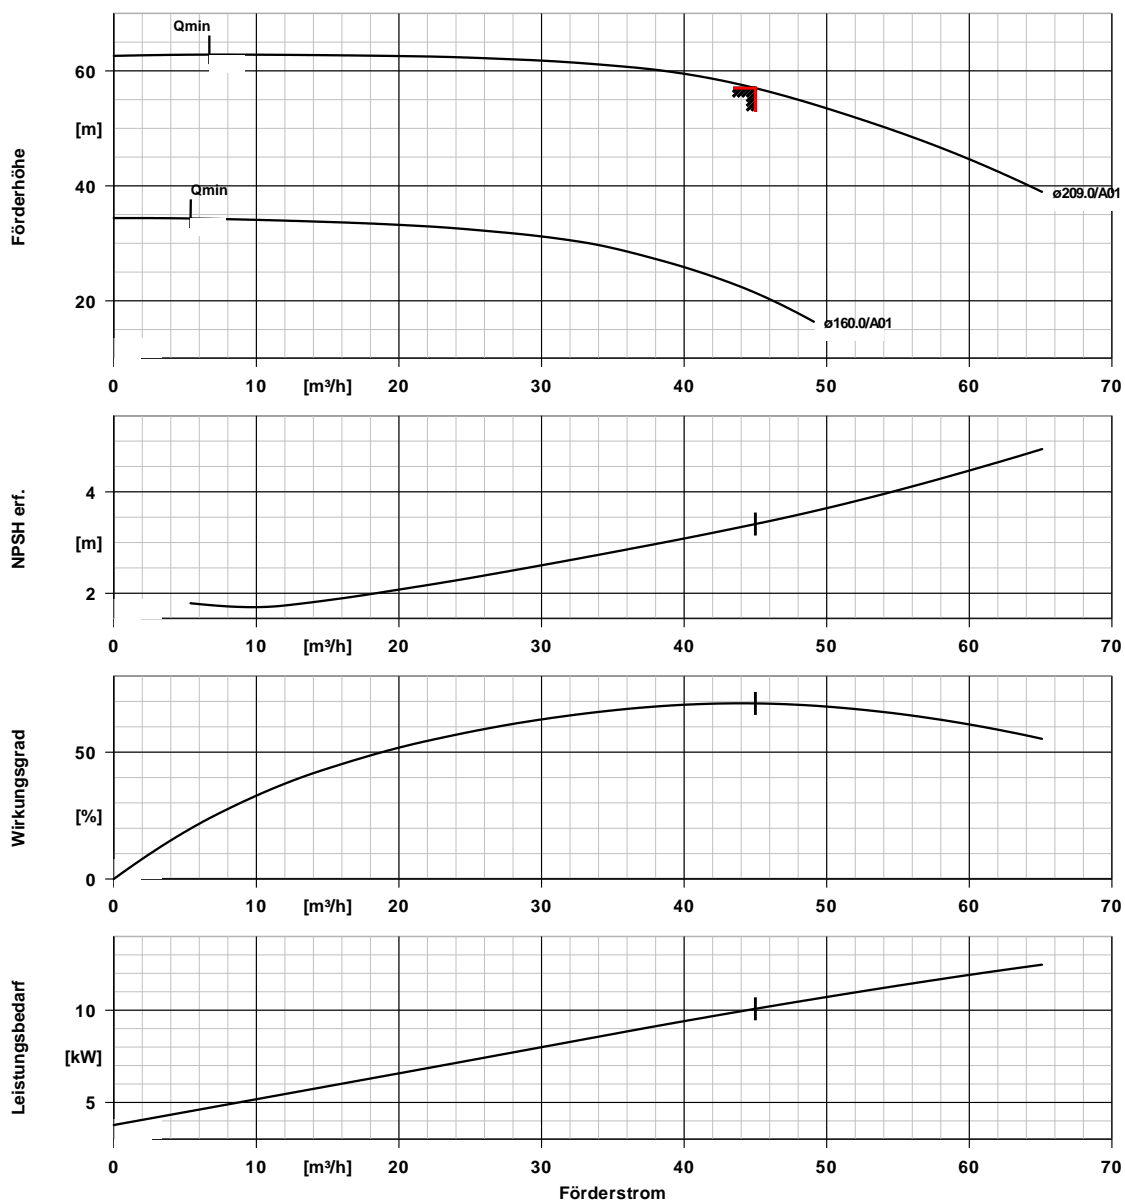 Qmin
60
[m]
Förderhöhe
40
Qmin
ø209.0/A01
20
ø160.0/A01
0 10 [m³/h] 20 30 40 50 60 70
NPSH erf.
4
[m]
2
0 10 [m³/h] 20 30 40 50 60 70
Wirkungsgrad
50
[%]
0
0 10 [m³/h] 20 30 40 50 60 70
Leistungsbedarf
10
[kW]
5
0 10 [m³/h] 20 30 40 50 60 70
Förderstrom